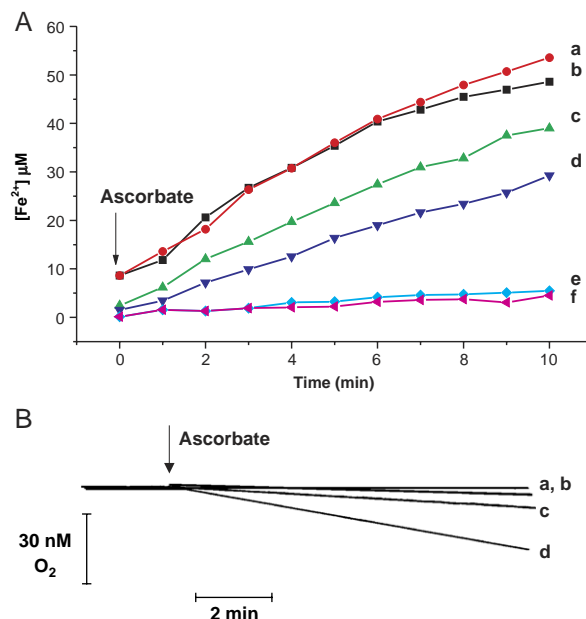 A
60
50
40
30
20
10
0
[Fe²⁺] μM
Ascorbate
a
b
c
d
e
f
0 2 4 6 8 10
Time (min)
B
Ascorbate
a, b
c
d
30 nM
O₂
2 min